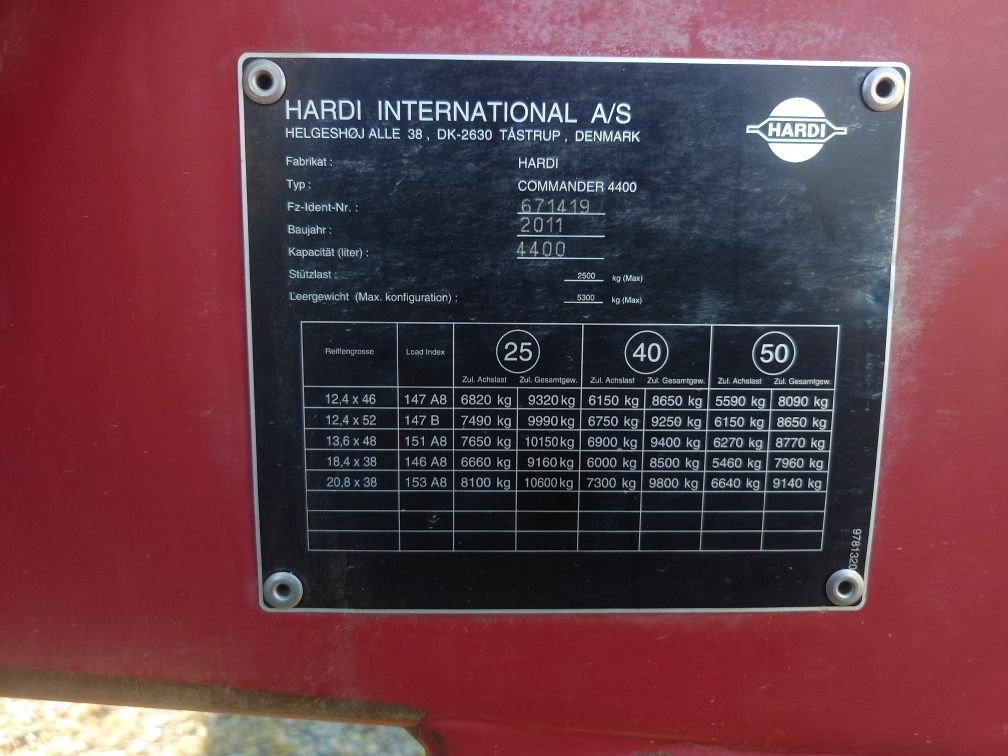 HARDI INTERNATIONAL A/S
HELGESHØJ ALLE 38, DK-2630 TÅSTRUP, DENMARK
HARDI
Fabrikat: HARDI
Typ: COMMANDER 4400
Fz-Ident-Nr.: 671419
Baujahr: 2011
Kapacität (liter): 4400
Stützlast: 2500 kg (Max)
Leergewicht (Max. konfiguration): 5300 kg (Max)
Reiffengrosse Load Index 25 40 50
Zul. Achslast Zul. Gesamtgew. Zul. Achslast Zul. Gesamtgew. Zul. Achslast Zul. Gesamtgew.
12,4 x 46 147 A8 6820 kg 9320 kg 6150 kg 8650 kg 5590 kg 8090 kg
12,4 x 52 147 B 7490 kg 9990 kg 6750 kg 9250 kg 6150 kg 8650 kg
13,6 x 48 151 A8 7650 kg 10150 kg 6900 kg 9400 kg 6270 kg 8770 kg
18,4 x 38 146 A8 6660 kg 9160 kg 6000 kg 8500 kg 5460 kg 7960 kg
20,8 x 38 153 A8 8100 kg 10600 kg 7300 kg 9800 kg 6640 kg 9140 kg